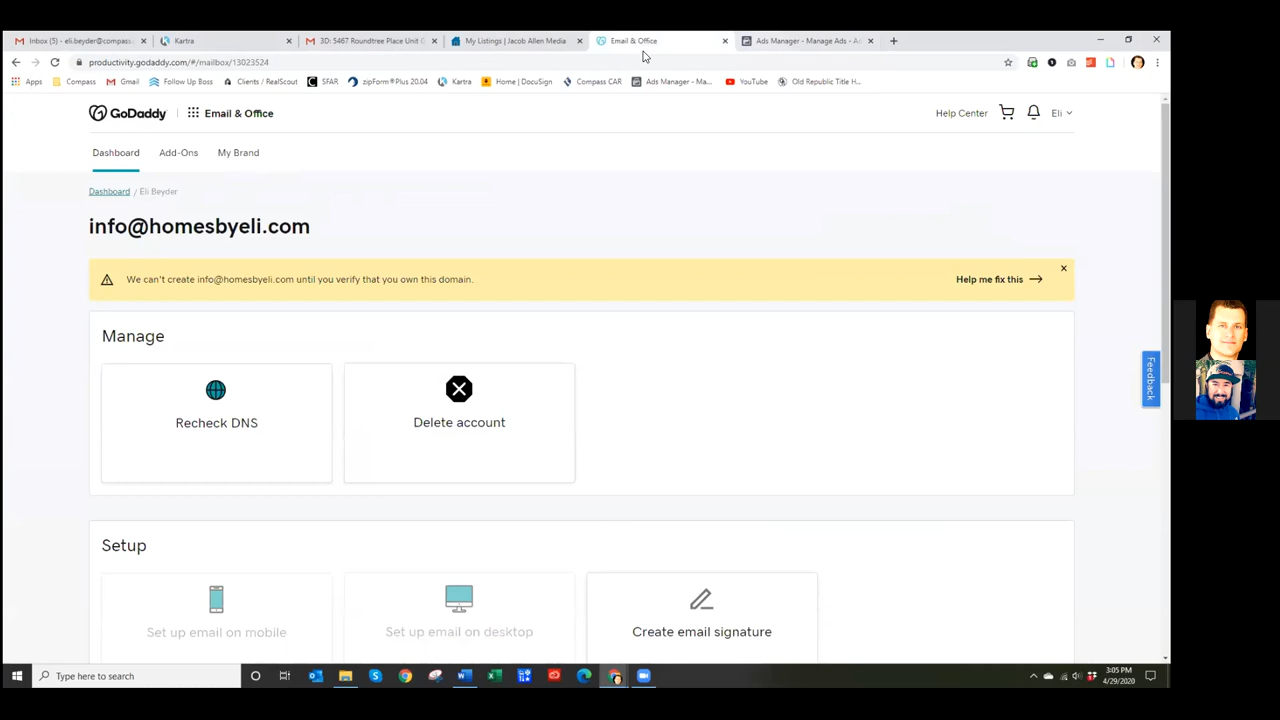 Inbox (5) - eli.beyder@compass.
Kartra
3D: 5467 Roundtree Place Unit
My Listings | Jacob Allen Media
Email & Office
Ads Manager - Manage Ads - Ad
productivity.godaddy.com/#/mailbox/13023524
Apps
Compass
Gmail
Follow Up Boss
Clients / RealScout
SFAR
zipForm®Plus 20.04
Kartra
Home | DocuSign
Compass CAR
Ads Manager - Ma...
YouTube
Old Republic Title H...
GoDaddy
Email & Office
Help Center
Eli
Dashboard
Add-Ons
My Brand
Dashboard / Eli Beyder
info@homesbyeli.com
We can't create info@homesbyeli.com until you verify that you own this domain.
Help me fix this
Manage
Recheck DNS
Delete account
Feedback
Setup
Set up email on mobile
Set up email on desktop
Create email signature
Type here to search
3:05 PM
4/29/2020